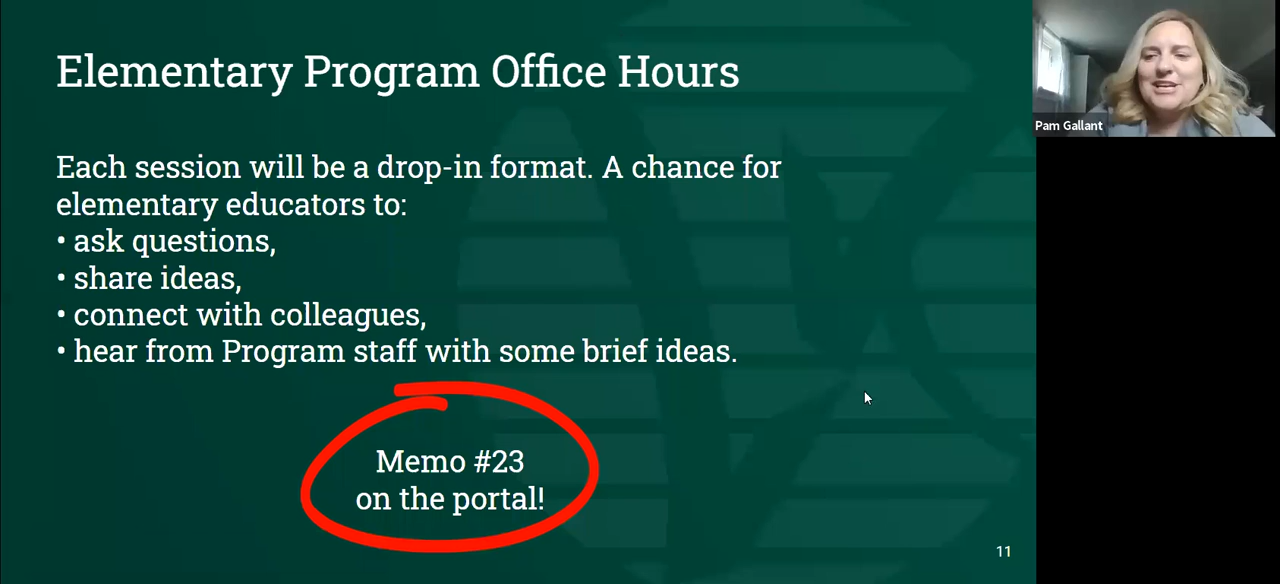 Elementary Program Office Hours
Each session will be a drop-in format. A chance for
elementary educators to:
• ask questions,
• share ideas,
• connect with colleagues,
• hear from Program staff with some brief ideas.
Memo #23
on the portal!
11
Pam Gallant